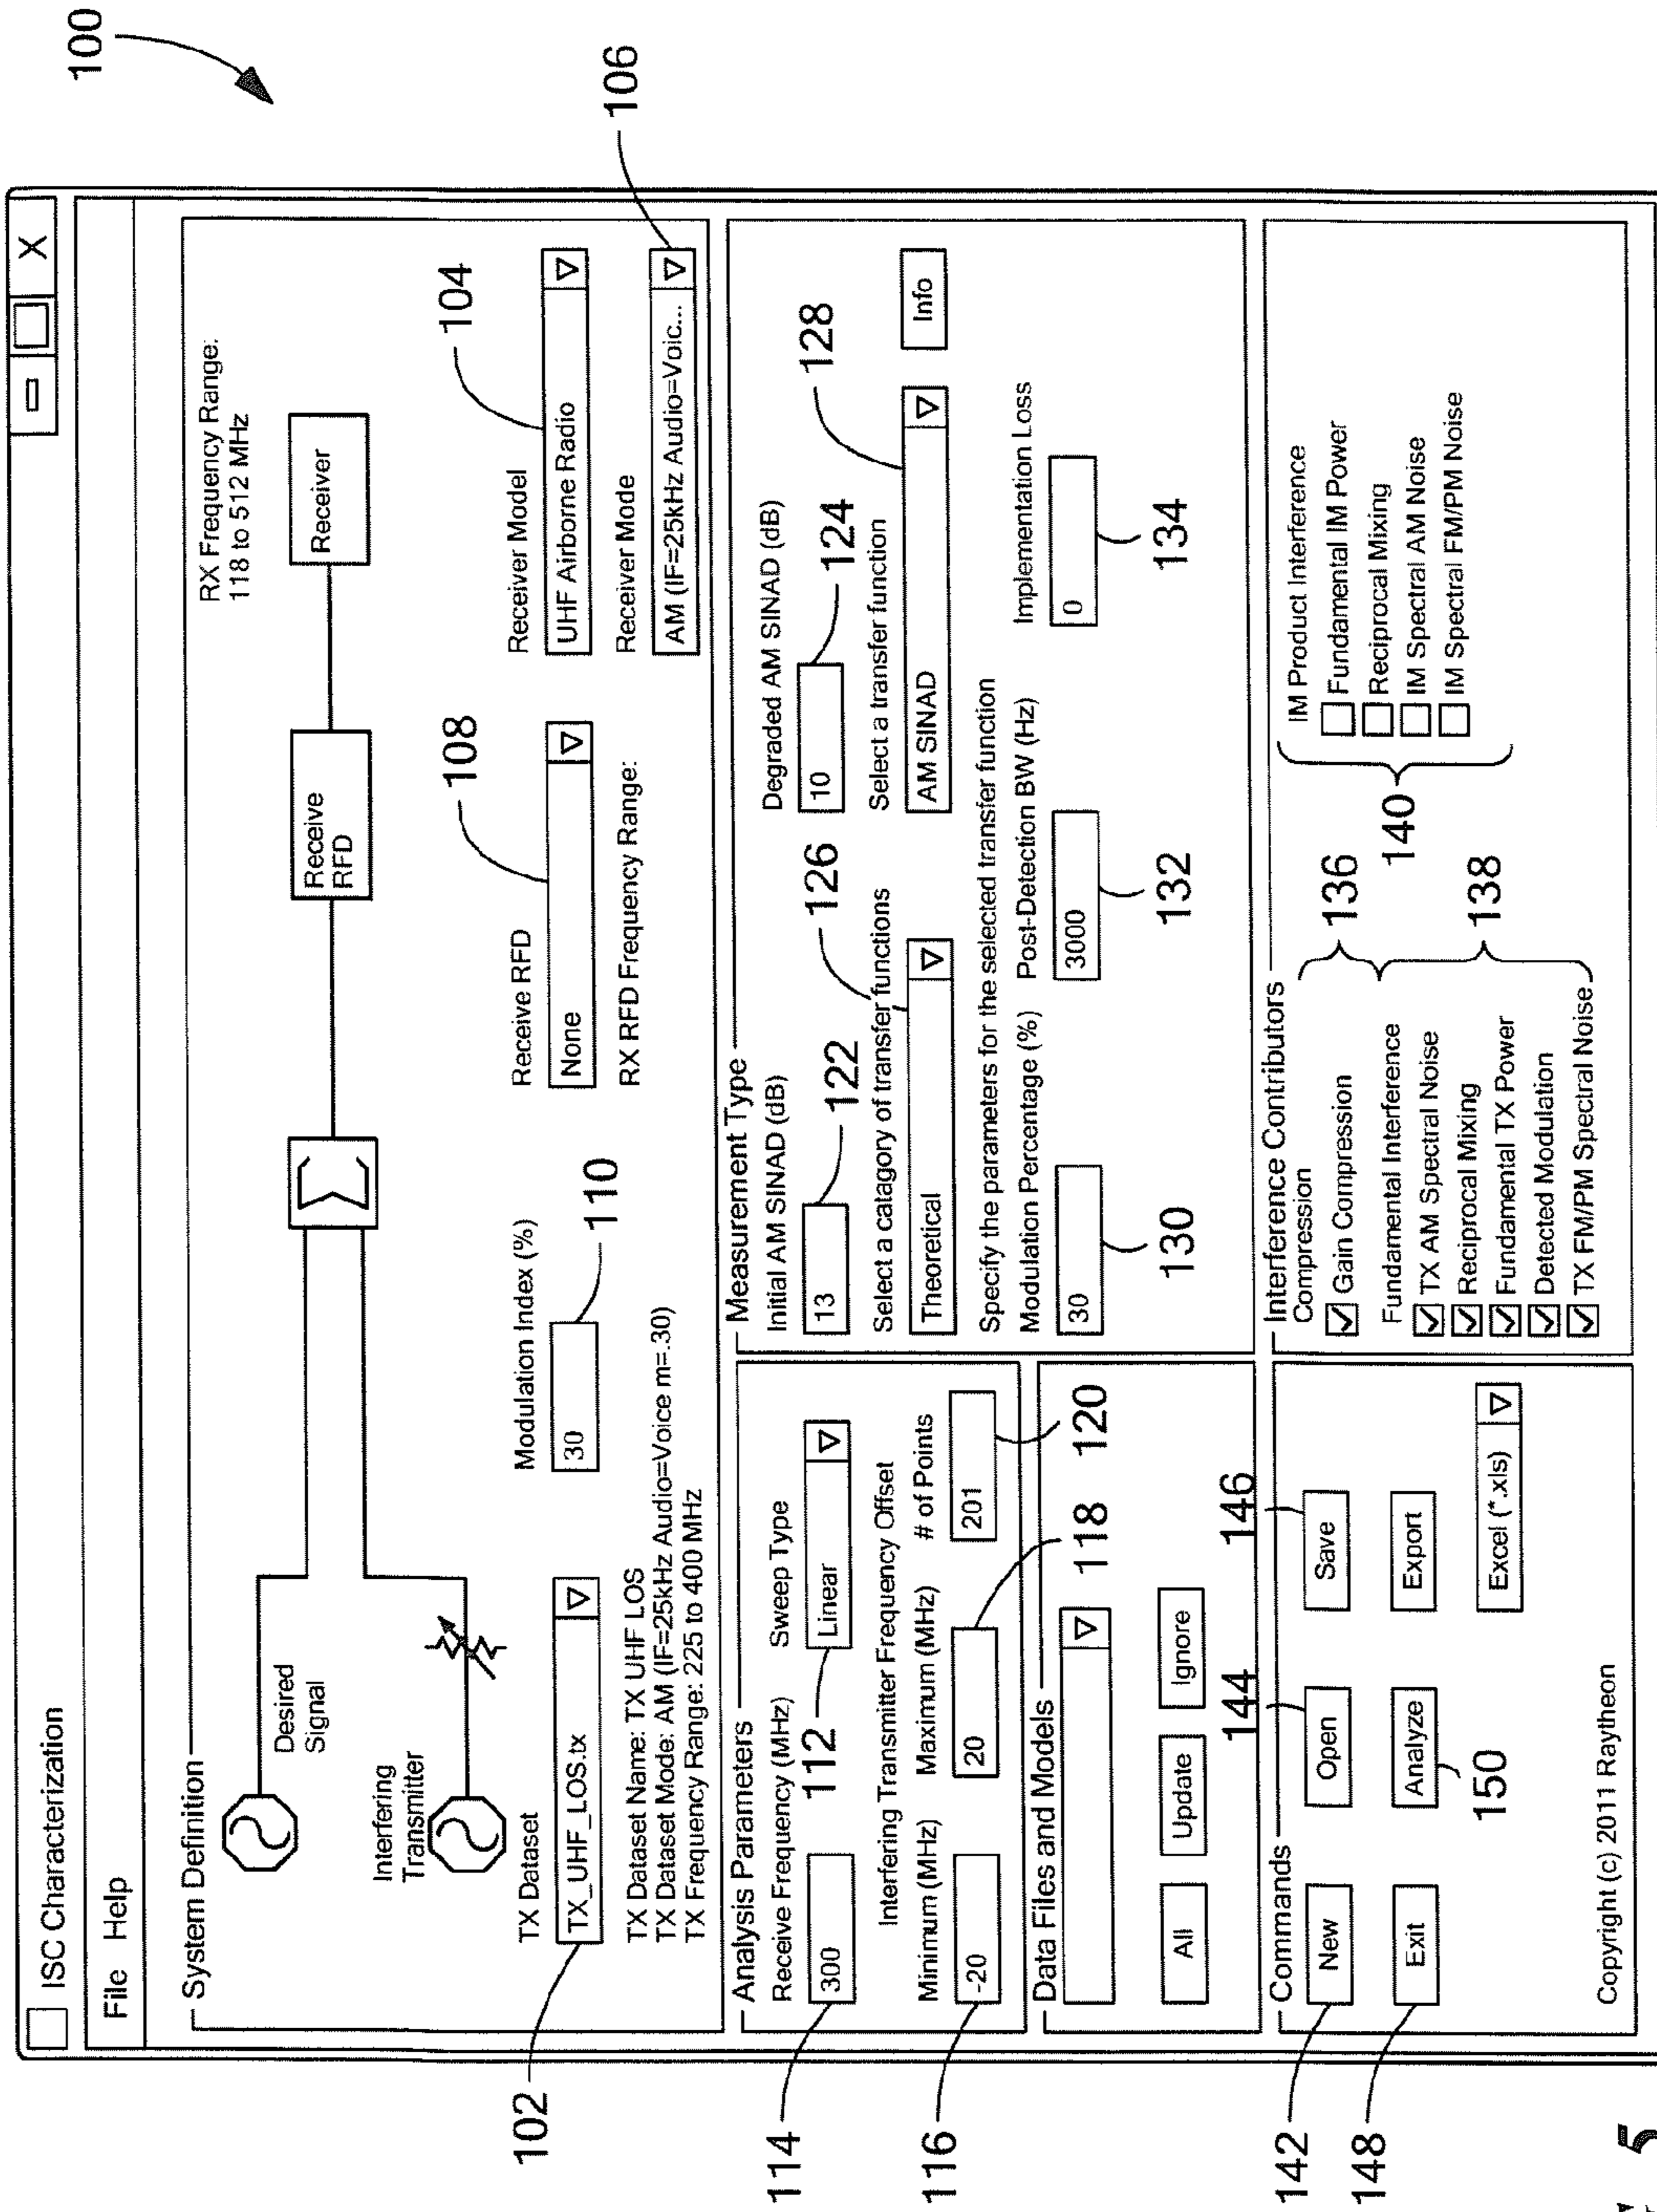 100
ISC Characterization
X
File Help
System Definition
Desired
Signal
Interfering
Transmitter
Σ
Receive
RFD
Receiver
RX Frequency Range:
118 to 512 MHz
TX Dataset
TX_UHF_LOS.tx
102
TX Dataset Name: TX UHF LOS
TX Dataset Mode: AM (IF=25kHz Audio=Voice m=.30)
TX Frequency Range: 225 to 400 MHz
Modulation Index (%)
30
110
Receive RFD
None
108
RX RFD Frequency Range:
Receiver Model
UHF Airborne Radio
104
Receiver Mode
AM (IF=25kHz Audio=Voic...
106
Analysis Parameters
Receive Frequency (MHz)
Sweep Type
300
114
112
Linear
Interfering Transmitter Frequency Offset
Minimum (MHz)
Maximum (MHz)
# of Points
-20
116
20
118
201
120
Data Files and Models
All
Update
Ignore
Measurement Type
Initial AM SINAD (dB)
Degraded AM SINAD (dB)
13
122
10
124
Select a catagory of transfer functions
126
Select a transfer function
128
Theoretical
AM SINAD
Info
Specify the parameters for the selected transfer function
Modulation Percentage (%)
Post-Detection BW (Hz)
Implementation Loss
30
3000
0
130
132
134
Commands
144
146
142
New
Open
Save
148
Exit
Analyze
Export
150
Excel (*.xls)
Copyright (c) 2011 Raytheon
Interference Contributors
Compression
Gain Compression
136
Fundamental Interference
TX AM Spectral Noise
Reciprocal Mixing
Fundamental TX Power
Detected Modulation
TX FM/PM Spectral Noise
138
140
IM Product Interference
Fundamental IM Power
Reciprocal Mixing
IM Spectral AM Noise
IM Spectral FM/PM Noise
5